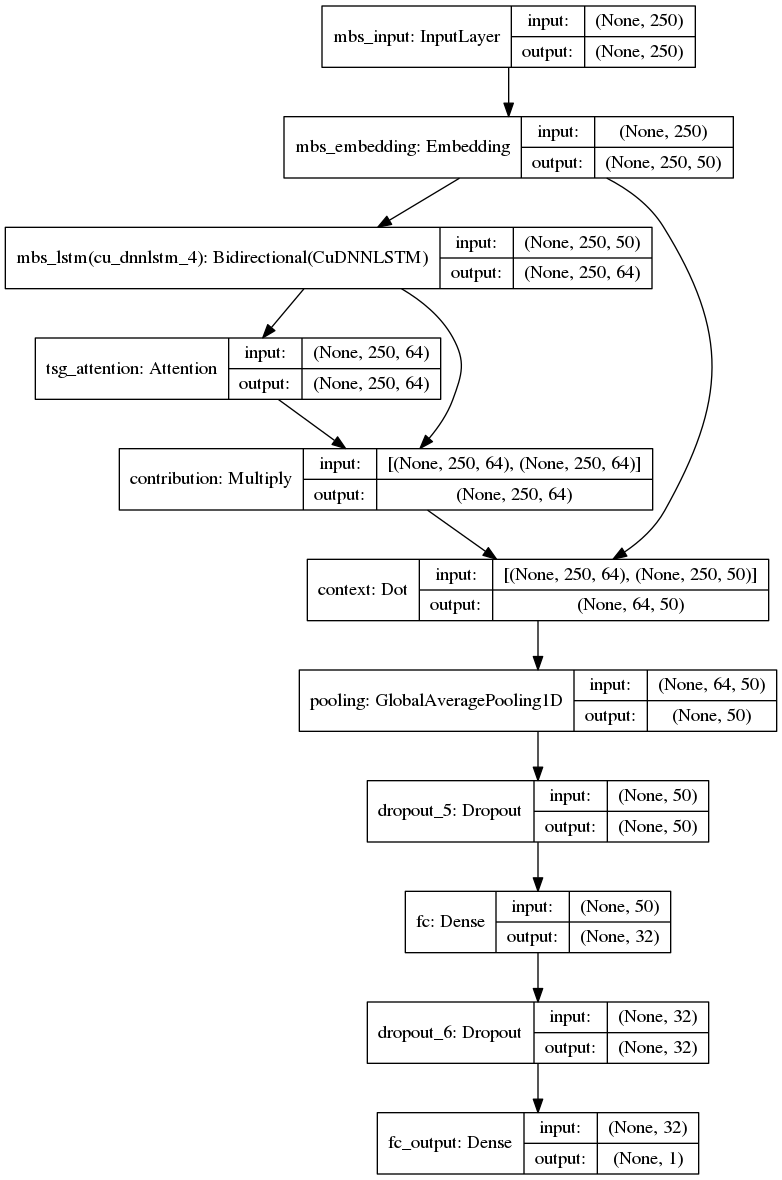 mbs_input: InputLayer
input: (None, 250)
output: (None, 250)
mbs_embedding: Embedding
input: (None, 250)
output: (None, 250, 50)
mbs_lstm(cu_dnnlstm_4): Bidirectional(CuDNNLSTM)
input: (None, 250, 50)
output: (None, 250, 64)
tsg_attention: Attention
input: (None, 250, 64)
output: (None, 250, 64)
contribution: Multiply
input: [(None, 250, 64), (None, 250, 64)]
output: (None, 250, 64)
context: Dot
input: [(None, 250, 64), (None, 250, 50)]
output: (None, 64, 50)
pooling: GlobalAveragePooling1D
input: (None, 64, 50)
output: (None, 50)
dropout_5: Dropout
input: (None, 50)
output: (None, 50)
fc: Dense
input: (None, 50)
output: (None, 32)
dropout_6: Dropout
input: (None, 32)
output: (None, 32)
fc_output: Dense
input: (None, 32)
output: (None, 1)